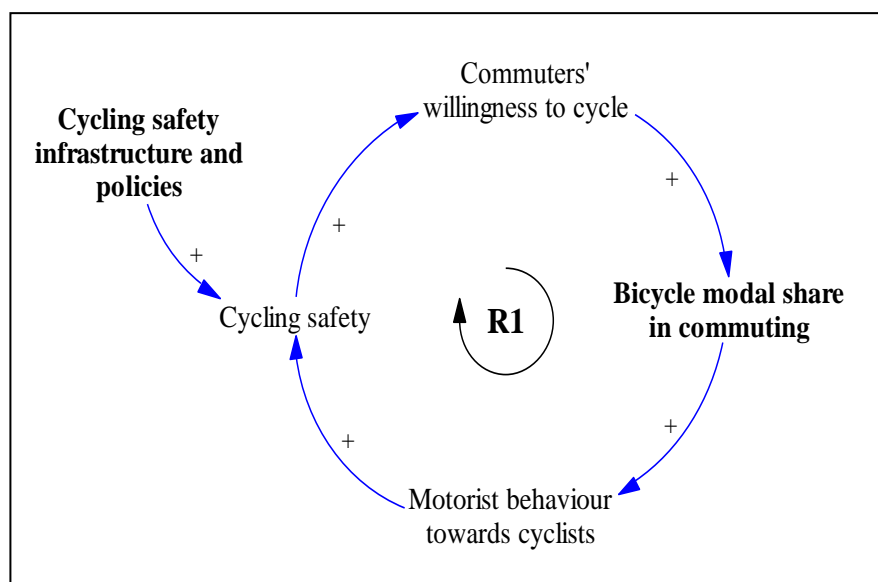 Commuters'
willingness to cycle
Cycling safety
infrastructure and
policies
+
+
+
Cycling safety
R1
Bicycle modal share
in commuting
+
+
Motorist behaviour
towards cyclists